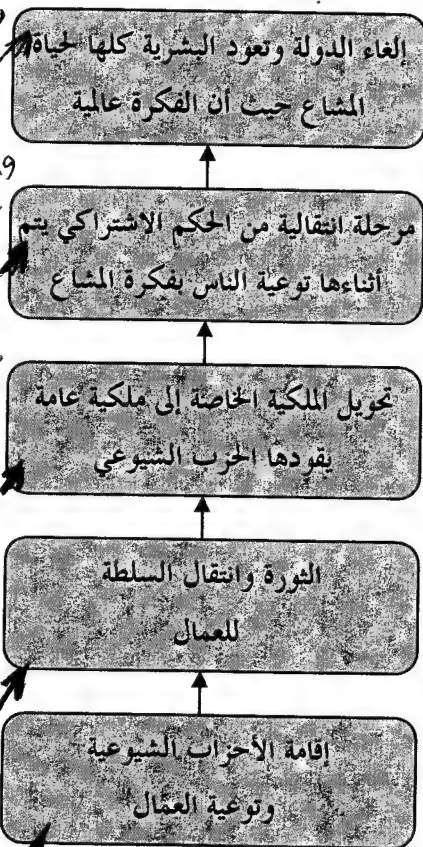 إلغاء الدولة وتعود البشرية كلها لحياة
المشاع حيث أن الفكرة عالمية
مرحلة انتقالية من الحكم الاشتراكي يتم
أثناءها توعية الناس بفكرة المشاع
تحويل الملكية الخاصة إلى ملكية عامة
يقودها الحزب الشيوعي
الثورة وانتقال السلطة
للعمال
إقامة الأحزاب الشيوعية
وتوعية العمال